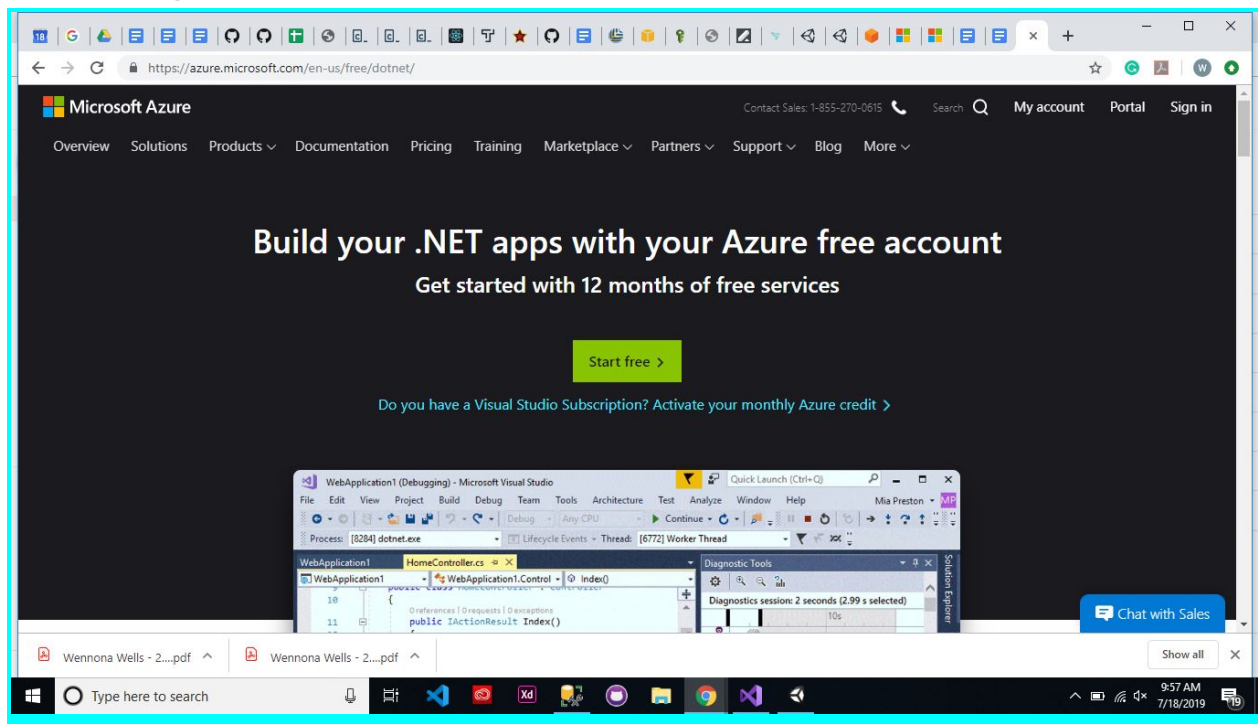 18
https://azure.microsoft.com/en-us/free/dotnet/
W
Microsoft Azure
Contact Sales: 1-855-270-0615
Search
My account
Portal
Sign in
Overview Solutions Products Documentation Pricing Training Marketplace Partners Support Blog More
Build your .NET apps with your Azure free account
Get started with 12 months of free services
Start free >
Do you have a Visual Studio Subscription? Activate your monthly Azure credit >
WebApplication1 (Debugging) - Microsoft Visual Studio
Quick Launch (Ctrl+Q)
File Edit View Project Build Debug Team Tools Architecture Test Analyze Window Help
Mia Preston MP
Debug Any CPU Continue
Process: [8284] dotnet.exe Lifecycle Events Thread: [6772] Worker Thread
WebApplication1 HomeController.cs
Diagnostic Tools
Solution Explorer
WebApplication1 WebApplication1.Control Index()
Diagnostics session: 2 seconds (2.99 s selected)
10s
10 {
0 references | 0 requests | 0 exceptions
11 public IActionResult Index()
Chat with Sales
Wennona Wells - 2....pdf
Wennona Wells - 2....pdf
Show all
Type here to search
Xd
9:57 AM
7/18/2019
19